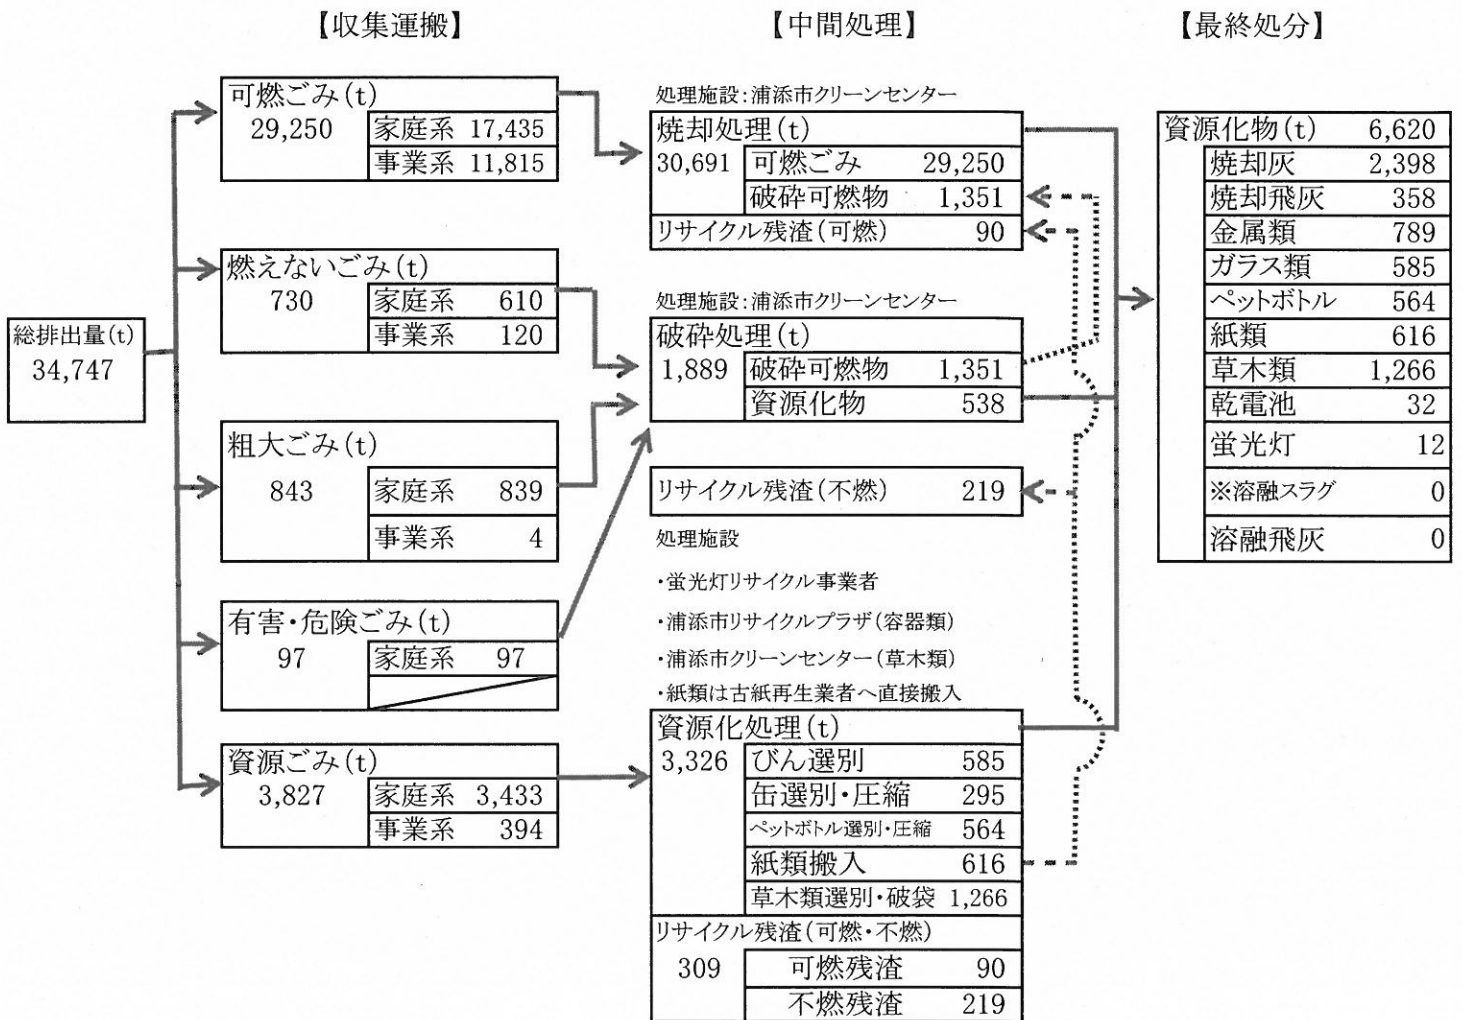 【収集運搬】
【中間処理】
【最終処分】
総排出量(t)
34,747
可燃ごみ(t)
29,250 家庭系 17,435
事業系 11,815
燃えないごみ(t)
730 家庭系 610
事業系 120
粗大ごみ(t)
843 家庭系 839
事業系 4
有害・危険ごみ(t)
97 家庭系 97
資源ごみ(t)
3,827 家庭系 3,433
事業系 394
処理施設:浦添市クリーンセンター
焼却処理(t)
30,691 可燃ごみ 29,250
破砕可燃物 1,351
リサイクル残渣(可燃) 90
処理施設:浦添市クリーンセンター
破砕処理(t)
1,889 破砕可燃物 1,351
資源化物 538
リサイクル残渣(不燃) 219
処理施設
・蛍光灯リサイクル事業者
・浦添市リサイクルプラザ(容器類)
・浦添市クリーンセンター(草木類)
・紙類は古紙再生業者へ直接搬入
資源化処理(t)
3,326 びん選別 585
缶選別・圧縮 295
ペットボトル選別・圧縮 564
紙類搬入 616
草木類選別・破袋 1,266
リサイクル残渣(可燃・不燃)
309 可燃残渣 90
不燃残渣 219
資源化物(t) 6,620
焼却灰 2,398
焼却飛灰 358
金属類 789
ガラス類 585
ペットボトル 564
紙類 616
草木類 1,266
乾電池 32
蛍光灯 12
※溶融スラグ 0
溶融飛灰 0